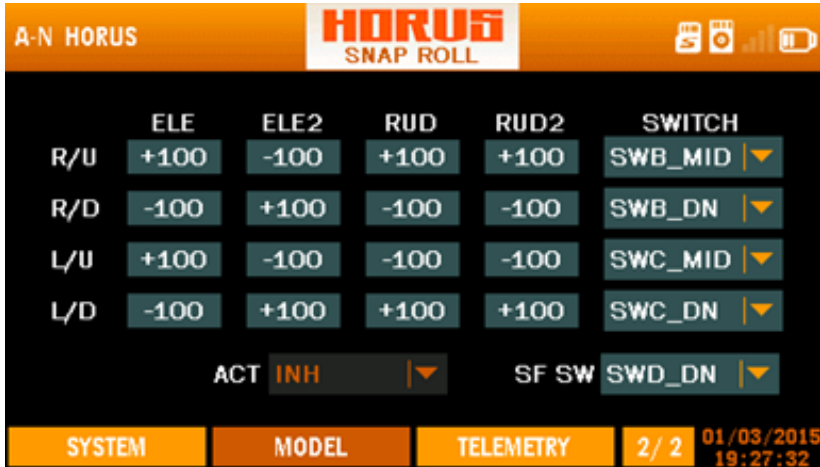 A-N HORUS
HORUS
SNAP ROLL
ELE ELE2 RUD RUD2 SWITCH
R/U +100 -100 +100 +100 SWB_MID
R/D -100 +100 -100 -100 SWB_DN
L/U +100 -100 -100 -100 SWC_MID
L/D -100 +100 +100 +100 SWC_DN
ACT INH SF SW SWD_DN
SYSTEM MODEL TELEMETRY 2/2 01/03/2015
19:27:32